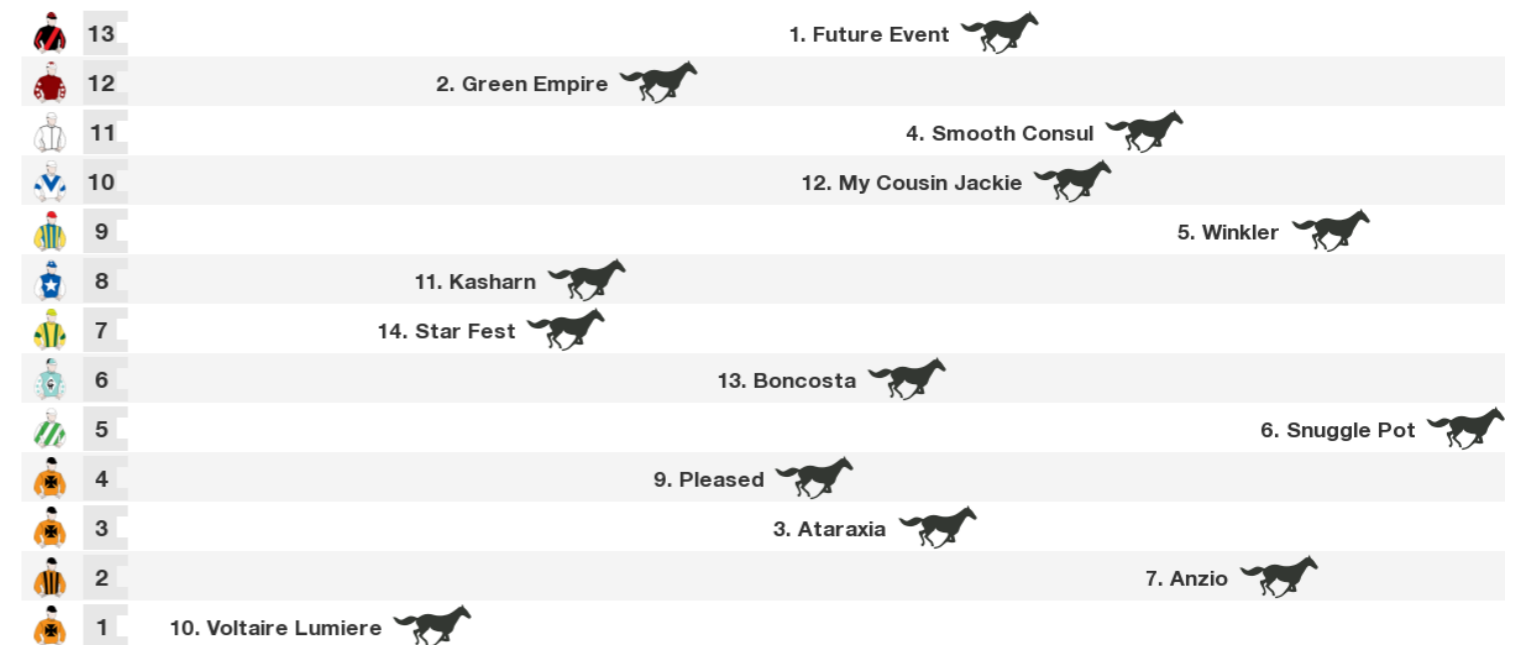 13 1. Future Event
12 2. Green Empire
11 4. Smooth Consul
10 12. My Cousin Jackie
9 5. Winkler
8 11. Kasharn
7 14. Star Fest
6 13. Boncosta
5 6. Snuggle Pot
4 9. Pleased
3 3. Ataraxia
2 7. Anzio
1 10. Voltaire Lumiere